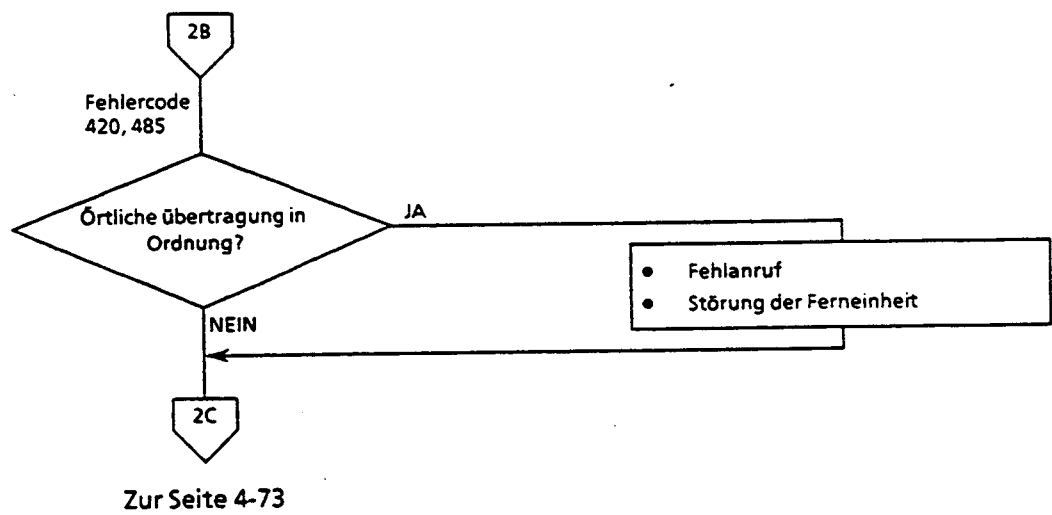 2B
Fehlercode
420, 485
Örtliche übertragung in
Ordnung?
JA
• Fehlanruf
• Störung der Ferneinheit
NEIN
2C
Zur Seite 4-73